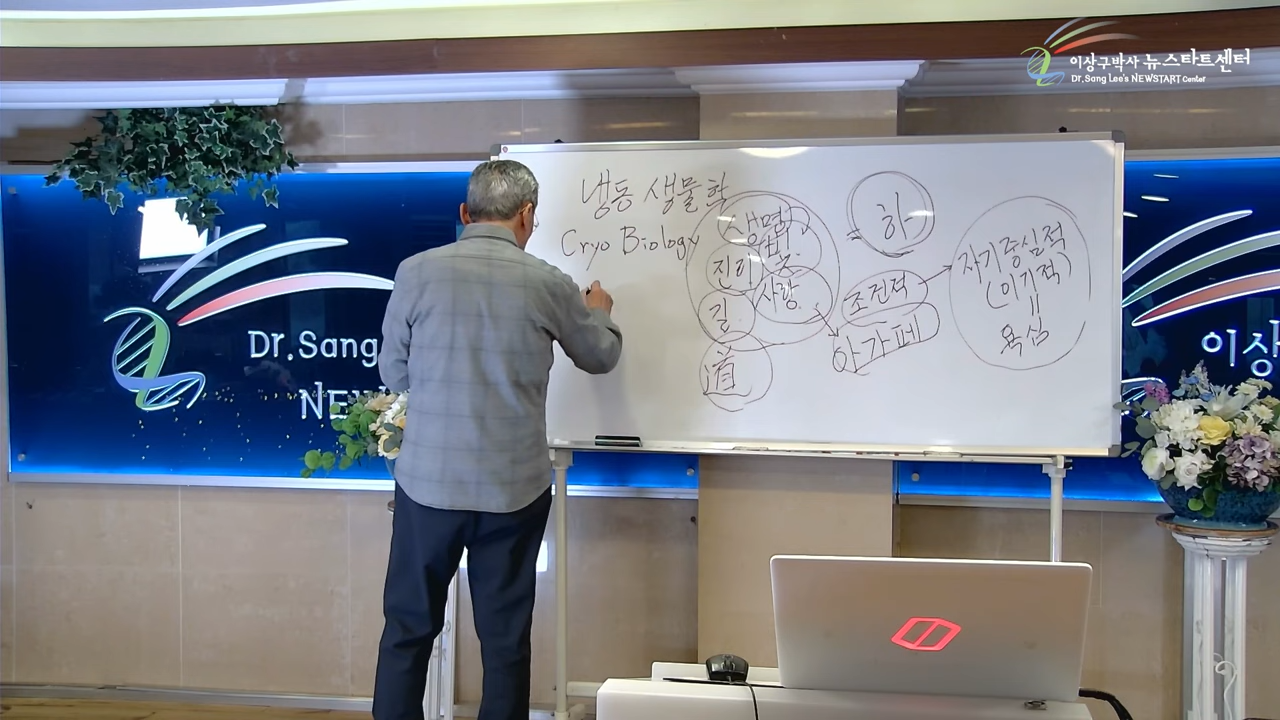 이상구박사 뉴스타트센터
Dr. Sang Lee's NEWSTART Center
냉동 생물학
Cryo Biology
생명
진리
사랑
길
道
하
조건적
아가페
자기중심적
(이기적)
욕심
Dr.Sang
이상